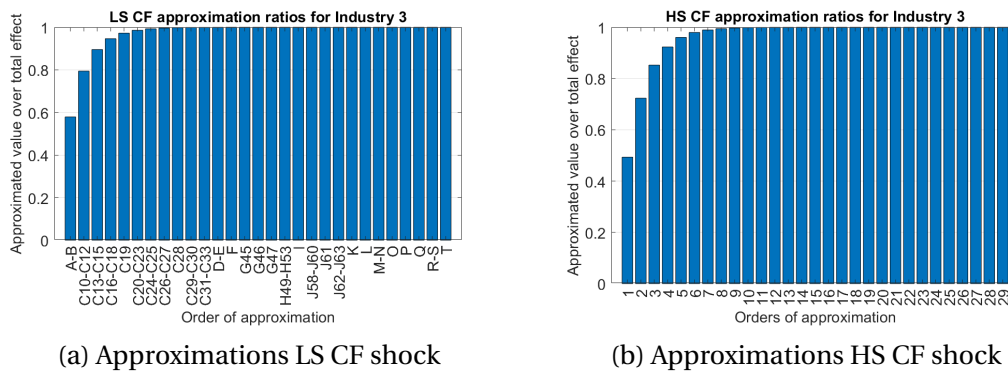 LS CF approximation ratios for Industry 3
Approximated value over total effect
1
0.8
0.6
0.4
0.2
0
A-B
C10-C12
C13-C15
C16-C18
C19
C20-C23
C24-C25
C26-C27
C28
C29-C30
C31-C33
D-E
F
G45
G46
G47
H49-H53
I
J58-J60
J61
J62-J63
K
L
M-N
O
P
Q
R-S
T
Order of approximation
(a) Approximations LS CF shock
HS CF approximation ratios for Industry 3
Approximated value over total effect
1
0.8
0.6
0.4
0.2
0
1
2
3
4
5
6
7
8
9
10
11
12
13
14
15
16
17
18
19
20
21
22
23
24
25
26
27
28
29
Orders of approximation
(b) Approximations HS CF shock